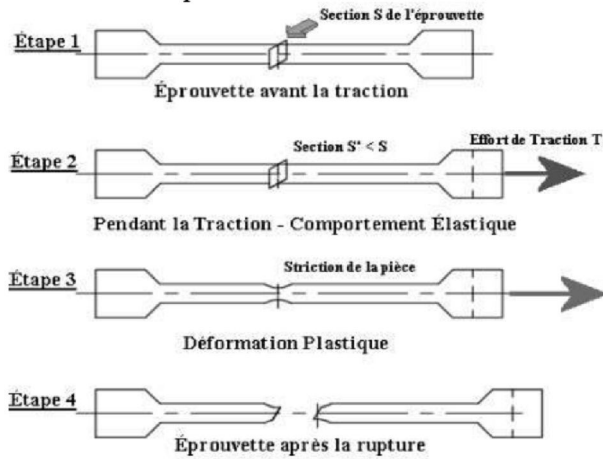 Section S de l'éprouvette
Étape 1
Éprouvette avant la traction
Section S' < S
Effort de Traction T
Étape 2
Pendant la Traction - Comportement Élastique
Étape 3
Striction de la pièce
Déformation Plastique
Étape 4
Éprouvette après la rupture